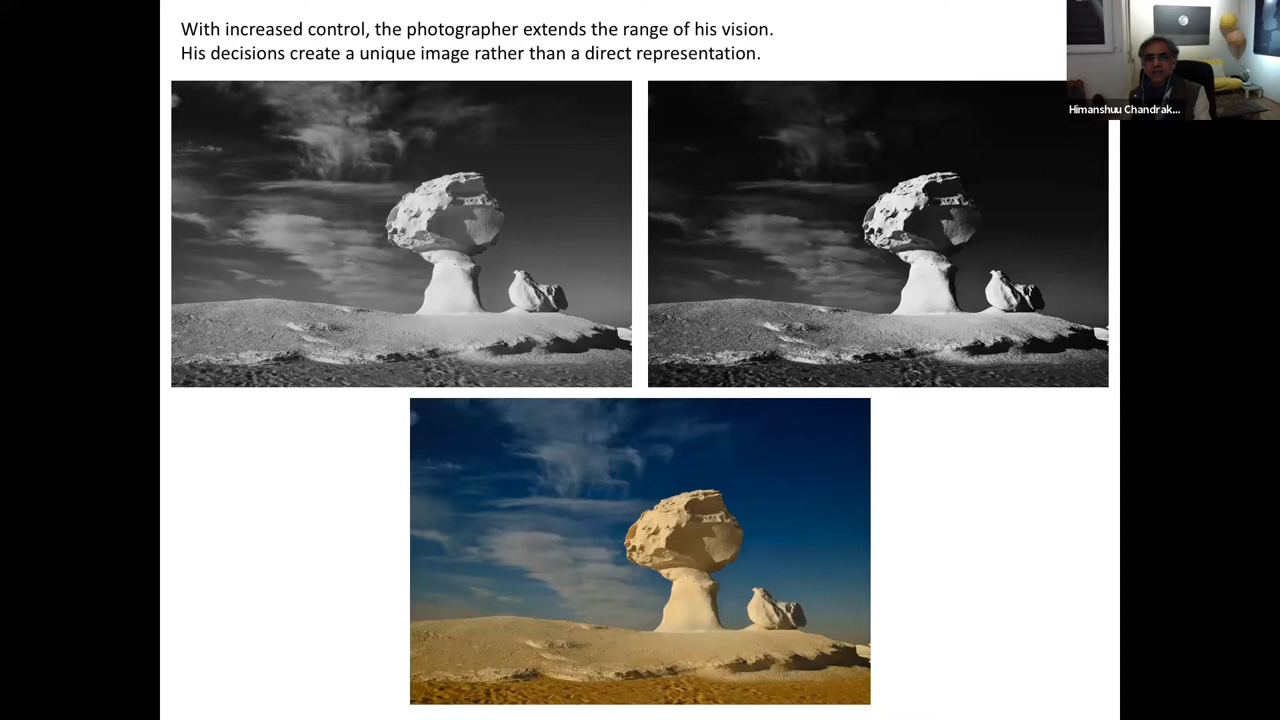 With increased control, the photographer extends the range of his vision.
His decisions create a unique image rather than a direct representation.
Himanshuu Chandrak...